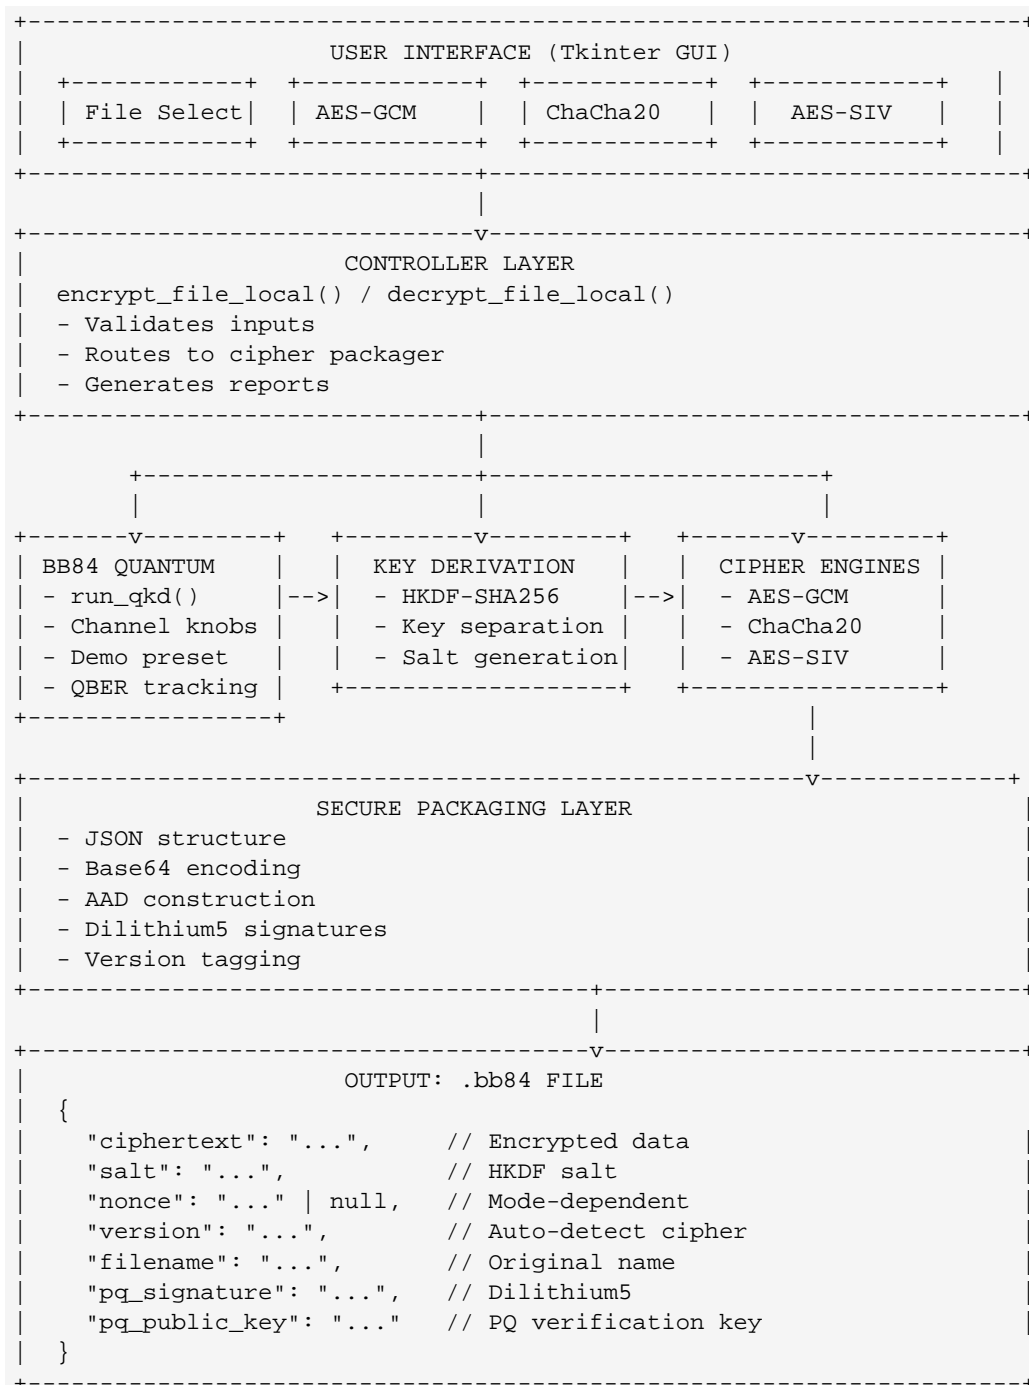 +---------------------------------------------------------------------+
|                     USER INTERFACE (Tkinter GUI)
|  +------------+  +------------+  +------------+  +------------+   |
|  | File Select|  | AES-GCM    |  | ChaCha20   |  |  AES-SIV   |   |
|  +------------+  +------------+  +------------+  +------------+   |
+-------------------------------+-------------------------------------+
                                |
+-------------------------------v-------------------------------------+
|                      CONTROLLER LAYER
|  encrypt_file_local() / decrypt_file_local()
|  - Validates inputs
|  - Routes to cipher packager
|  - Generates reports
+-------------------------------+-------------------------------------+
                                |
        +-----------------------+-----------------------+
        |                       |                       |
+-------v---------+   +---------v---------+   +-------v---------+
| BB84 QUANTUM    |   |  KEY DERIVATION   |   |  CIPHER ENGINES |
| - run_qkd()     |-->|  - HKDF-SHA256    |-->|  - AES-GCM      |
| - Channel knobs |   |  - Key separation |   |  - ChaCha20     |
| - Demo preset   |   |  - Salt generation|   |  - AES-SIV      |
| - QBER tracking |   +-------------------+   +-----------------+
+-----------------+                                    |
                                                       |
+------------------------------------------------------v-------------+
|                    SECURE PACKAGING LAYER                           |
|  - JSON structure                                                   |
|  - Base64 encoding                                                  |
|  - AAD construction                                                 |
|  - Dilithium5 signatures                                            |
|  - Version tagging                                                  |
+---------------------------------------+-----------------------------+
                                        |
+---------------------------------------v-----------------------------+
|                      OUTPUT: .bb84 FILE
|  {
|    "ciphertext": "...",     // Encrypted data                       |
|    "salt": "...",           // HKDF salt                            |
|    "nonce": "..." | null,   // Mode-dependent                       |
|    "version": "...",        // Auto-detect cipher                   |
|    "filename": "...",       // Original name                        |
|    "pq_signature": "...",   // Dilithium5                           |
|    "pq_public_key": "..."   // PQ verification key                  |
|  }
+---------------------------------------------------------------------+